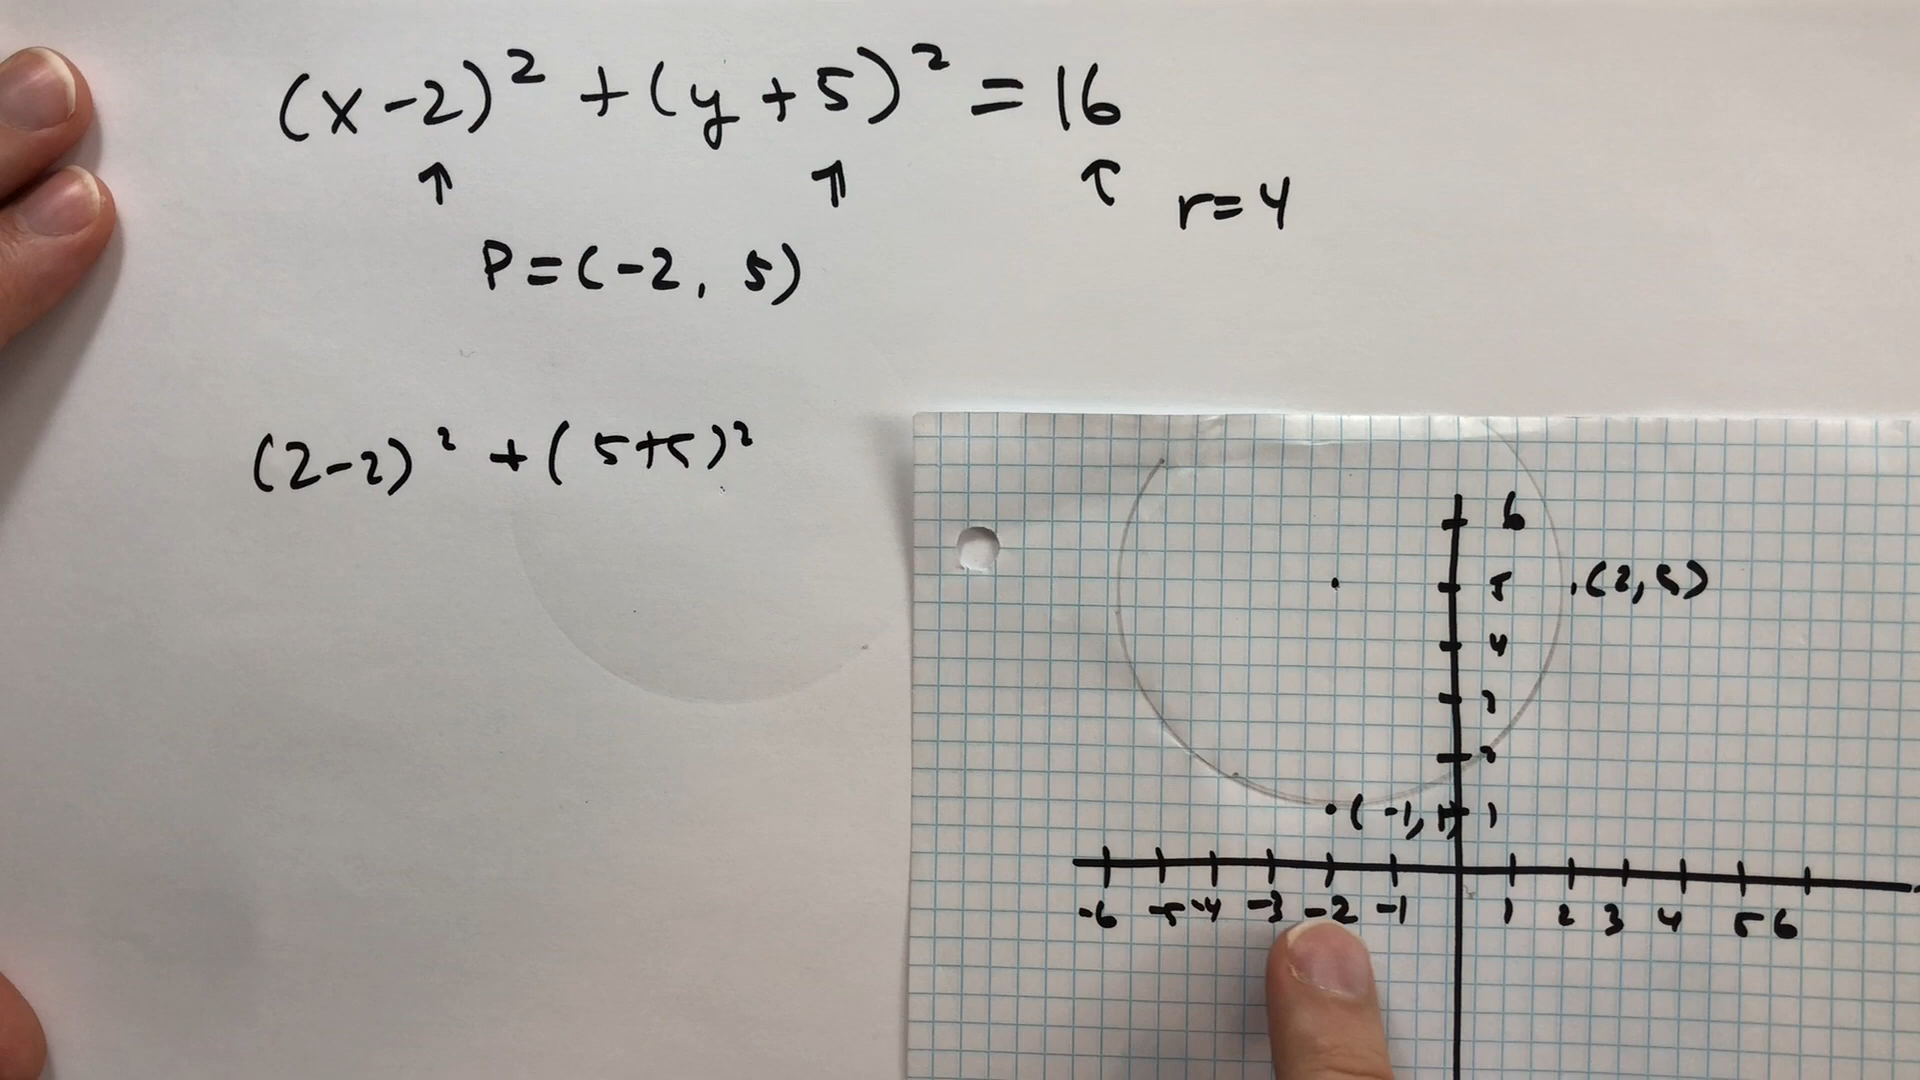 (x-2)² + (y+5)² = 16
r=4
P=(-2, 5)
(2-2)² + (5+5)²
6
5 .(2, 5)
4
3
2
.(-1, 1) 1
-6 -5 -4 -3 -2 -1 1 2 3 4 5 6